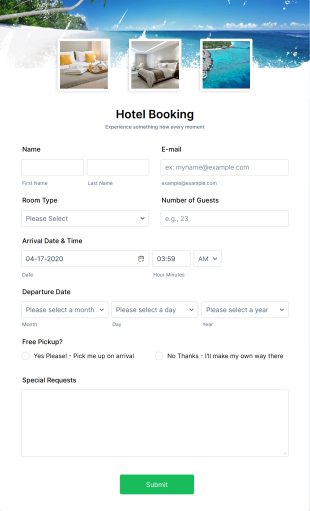 Hotel Booking
Experience something new every moment
Name
E-mail
ex: myname@example.com
First Name
Last Name
example@example.com
Room Type
Number of Guests
Please Select
e.g., 23
Arrival Date & Time
04-17-2020
03:59
AM
Date
Hour Minutes
Departure Date
Please select a month
Please select a day
Please select a year
Month
Day
Year
Free Pickup?
Yes Please! - Pick me up on arrival
No Thanks - I'll make my own way there
Special Requests
Submit